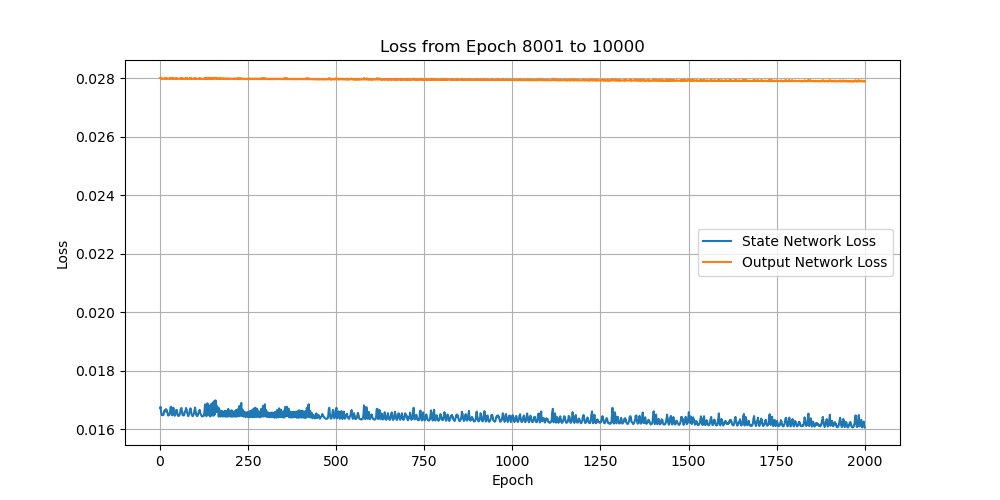 Loss from Epoch 8001 to 10000
Loss
0.028
0.026
0.024
0.022
0.020
0.018
0.016
State Network Loss
Output Network Loss
0 250 500 750 1000 1250 1500 1750 2000
Epoch